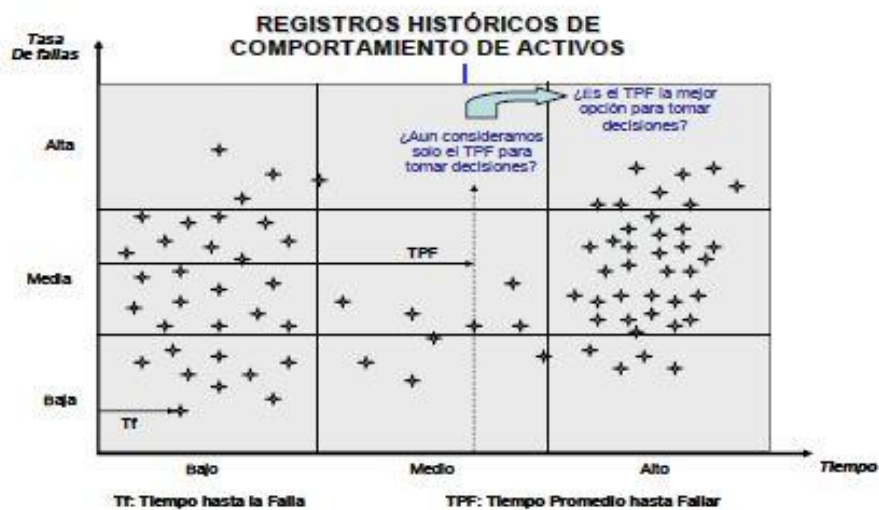 REGISTROS HISTÓRICOS DE
COMPORTAMIENTO DE ACTIVOS
Tasa
De fallas
¿Es el TPF la mejor
opción para tomar
decisiones?
¿Aun consideramos
solo el TPF para
tomar decisiones?
Alta
TPF
Media
Baja
Tf
Bajo
Medio
Alto
Tiempo
Tf: Tiempo hasta la Falla
TPF: Tiempo Promedio hasta Fallar